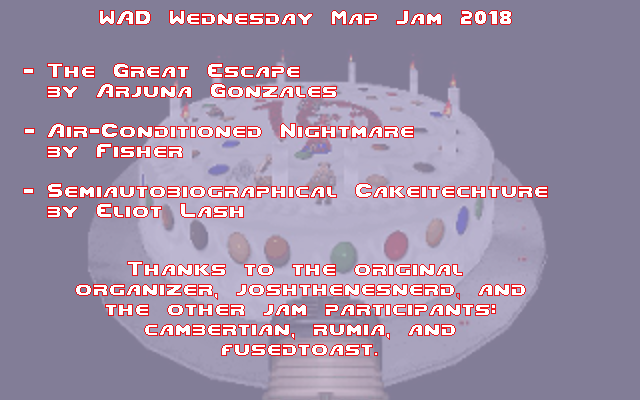 WAD Wednesday Map Jam 2018
- The Great Escape
by Arjuna Gonzales
- Air-Conditioned Nightmare
by Fisher
- Semiautobiographical Cakeitechture
by Eliot Lash
Thanks to the original
organizer, joshthenesnerd, and
the other jam participants:
cambertian, rumia, and
fusedtoast.